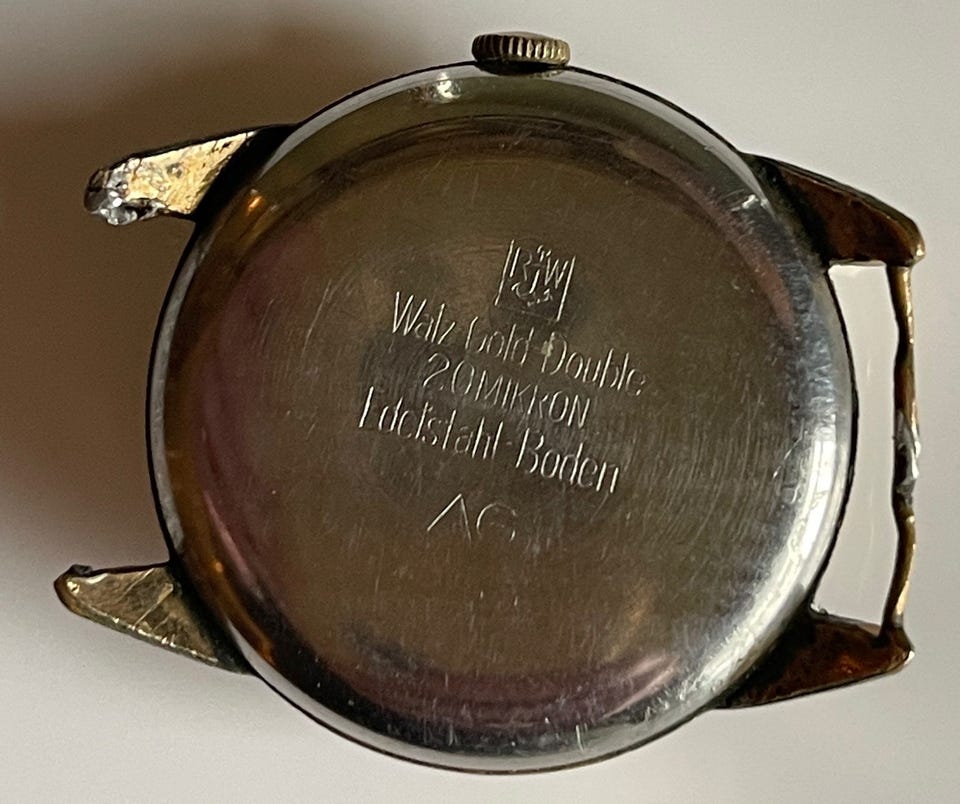 RJW
Walz-Gold-Double
20 MIKRON
Edelstahl-Boden
AG